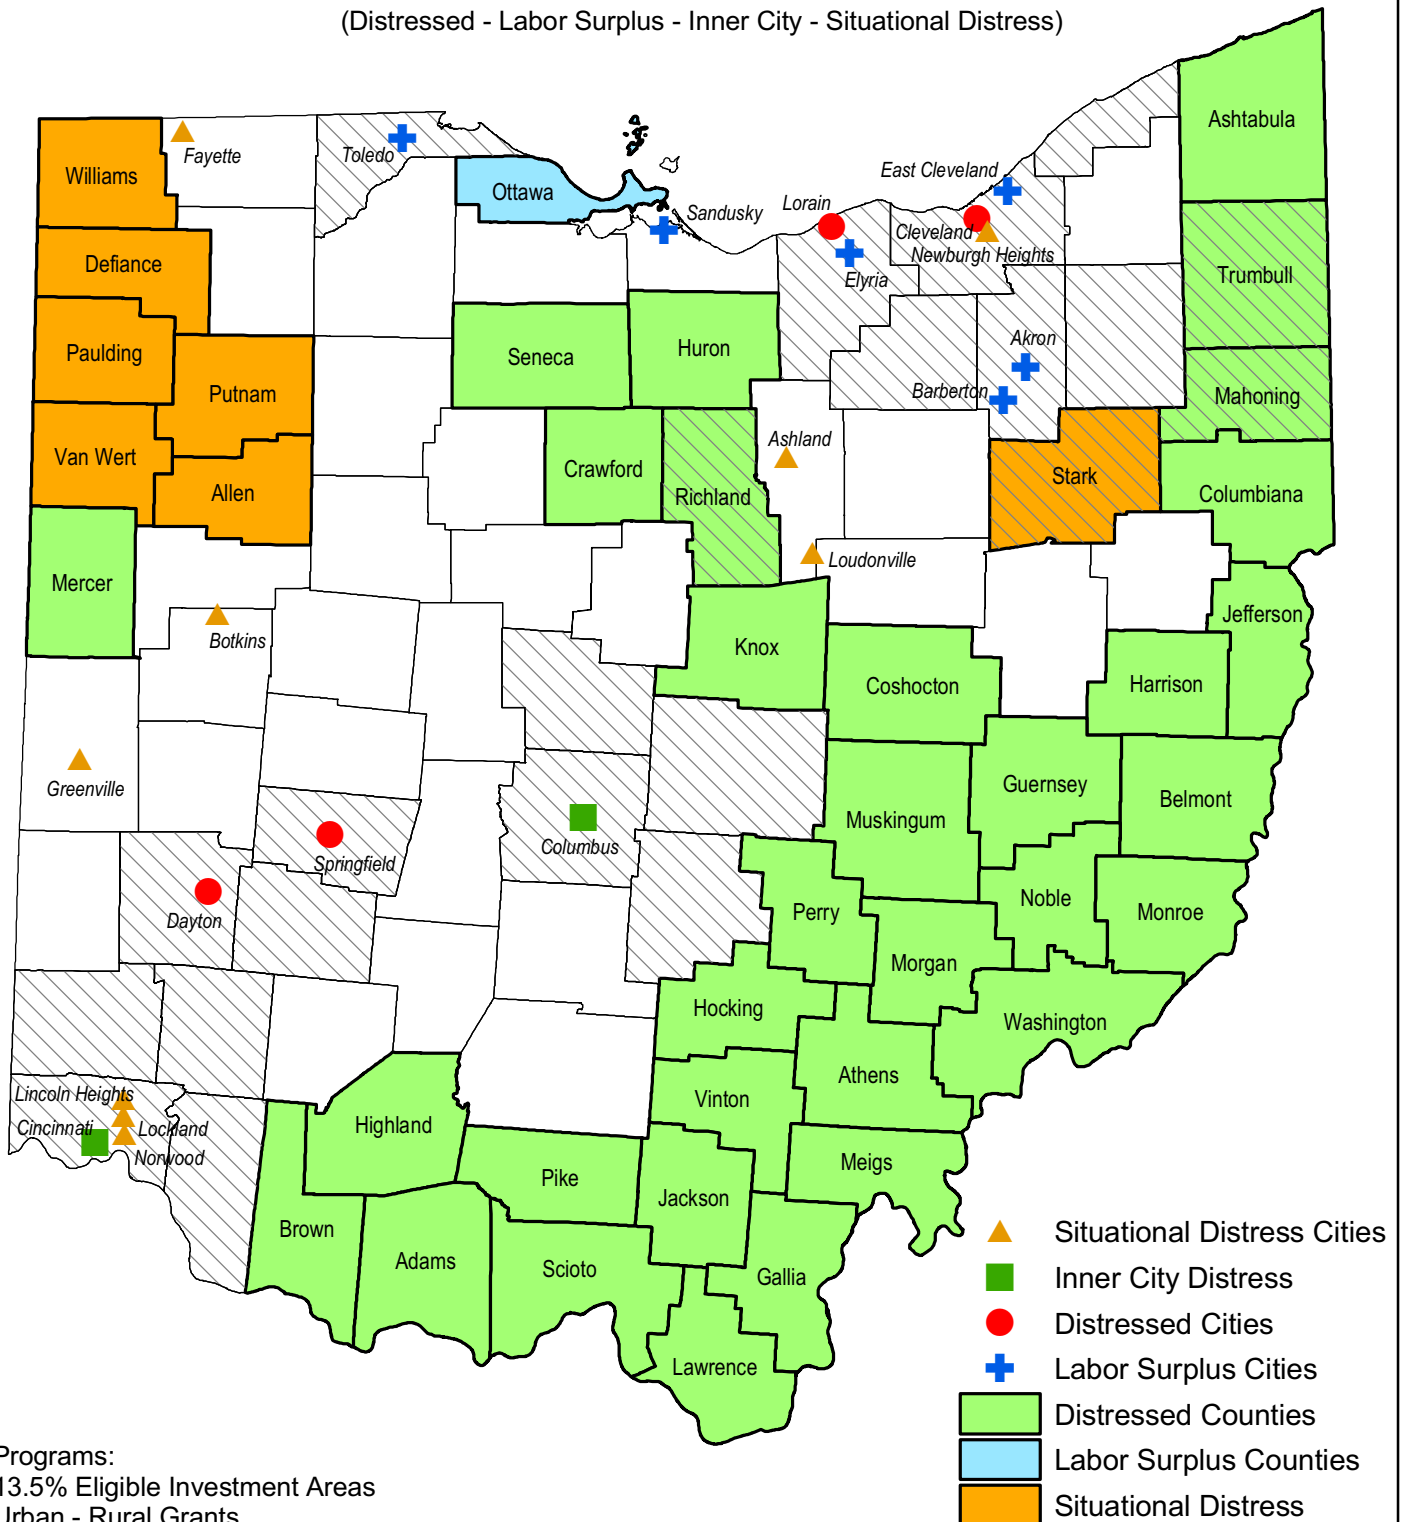 (Distressed - Labor Surplus - Inner City - Situational Distress)
Ashtabula
Fayette
Toledo
Williams
East Cleveland
Ottawa
Lorain
Sandusky
Cleveland
Newburgh Heights
Defiance
Elyria
Trumbull
Akron
Paulding
Seneca
Huron
Putnam
Barberton
Mahoning
Ashland
Van Wert
Crawford
Stark
Allen
Richland
Columbiana
Loudonville
Mercer
Jefferson
Botkins
Knox
Coshocton
Harrison
Greenville
Guernsey
Belmont
Muskingum
Columbus
Springfield
Noble
Perry
Monroe
Dayton
Morgan
Hocking
Washington
Athens
Lincoln Heights
Vinton
Cincinnati
Lockland
Highland
Norwood
Meigs
Pike
Jackson
Brown
Adams
Scioto
Gallia
Lawrence
Situational Distress Cities
Inner City Distress
Distressed Cities
Labor Surplus Cities
Distressed Counties
Labor Surplus Counties
Situational Distress
Programs:
13.5% Eligible Investment Areas
Urban - Rural Grants